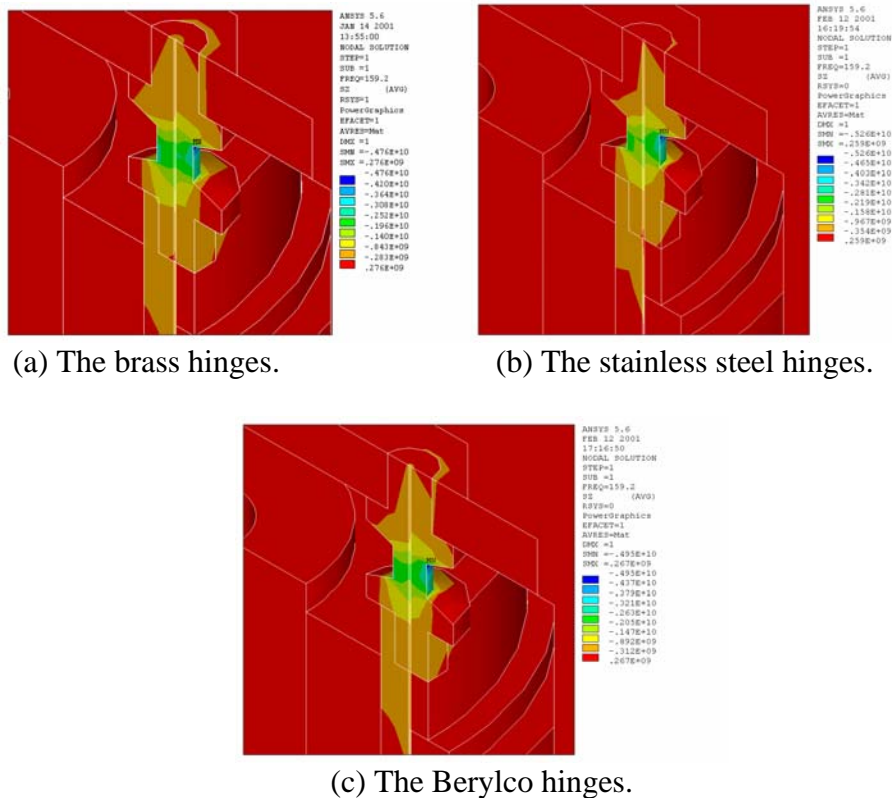 ANSYS 5.6
JAN 14 2001
13:55:00
NODAL SOLUTION
STEP=1
SUB =1
FREQ=159.2
SZ (AVG)
RSYS=1
PowerGraphics
EFACET=1
AVRES=Mat
DMX =1
SMN =-.476E+10
SMX =.276E+09
-.476E+10
-.420E+10
-.364E+10
-.308E+10
-.252E+10
-.196E+10
-.140E+10
-.843E+09
-.283E+09
.276E+09
MN
(a) The brass hinges.
ANSYS 5.6
FEB 12 2001
16:19:54
NODAL SOLUTION
STEP=1
SUB =1
FREQ=159.2
SZ (AVG)
RSYS=0
PowerGraphics
EFACET=1
AVRES=Mat
DMX =1
SMN =-.526E+10
SMX =.259E+09
-.526E+10
-.465E+10
-.403E+10
-.342E+10
-.281E+10
-.219E+10
-.158E+10
-.967E+09
-.354E+09
.259E+09
MN
(b) The stainless steel hinges.
ANSYS 5.6
FEB 12 2001
17:16:50
NODAL SOLUTION
STEP=1
SUB =1
FREQ=159.2
SZ (AVG)
RSYS=0
PowerGraphics
EFACET=1
AVRES=Mat
DMX =1
SMN =-.495E+10
SMX =.267E+09
-.495E+10
-.437E+10
-.379E+10
-.321E+10
-.263E+10
-.205E+10
-.147E+10
-.892E+09
-.312E+09
.267E+09
MN
(c) The Berylco hinges.